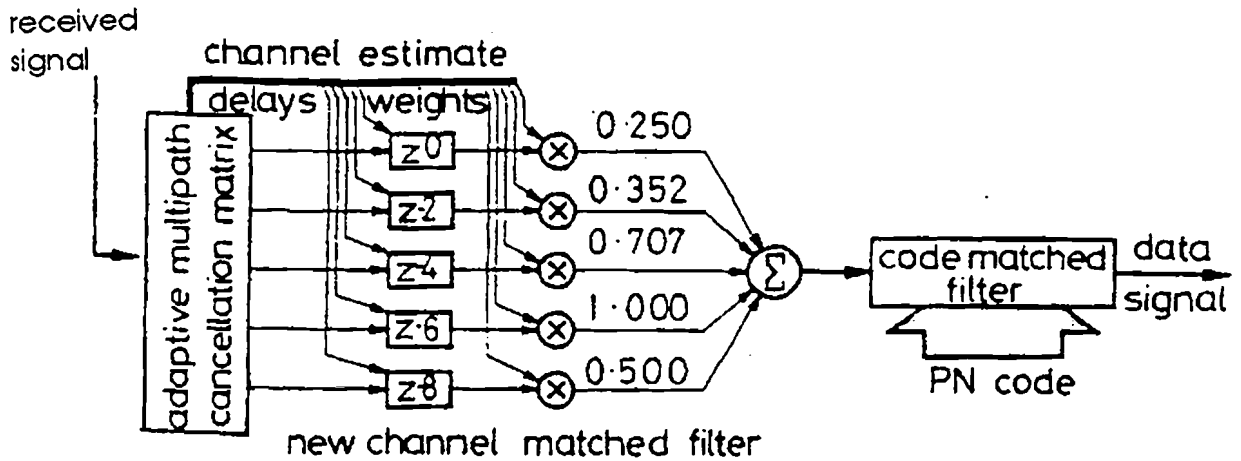 received
signal
channel estimate
delays weights
adaptive multipath
cancellation matrix
z0
z-2
z-4
z-6
z-8
0·250
0·352
0·707
1·000
0·500
Σ
code matched
filter
data
signal
PN code
new channel matched filter